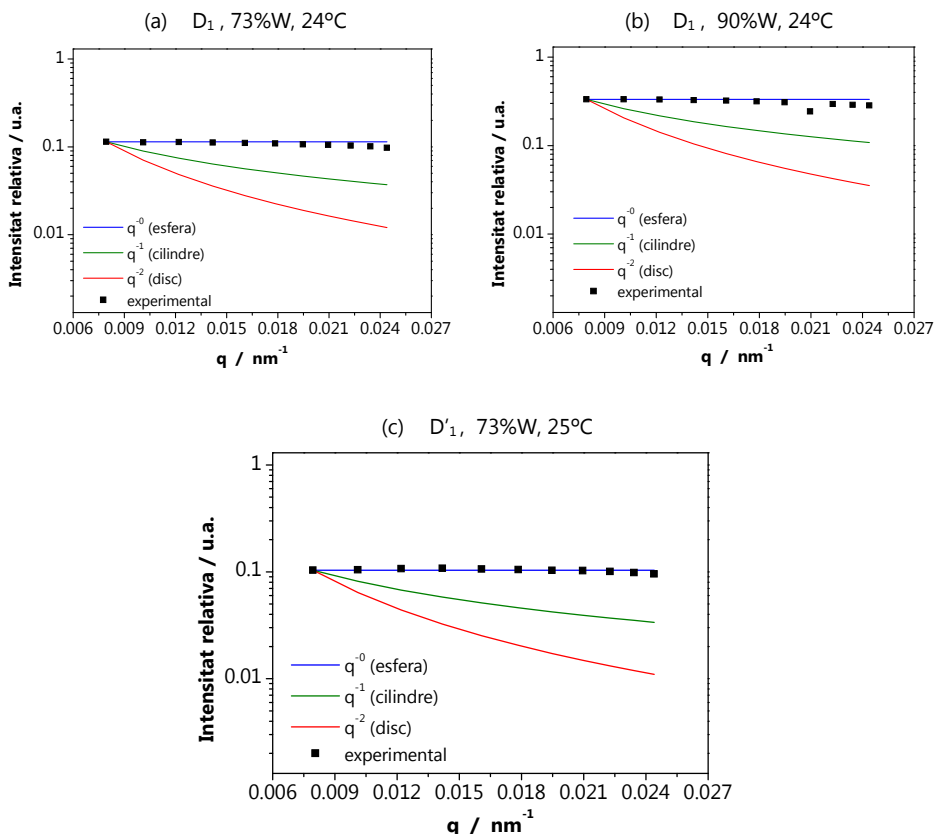 (a) D₁ , 73%W, 24ºC
Intensitat relativa / u.a.
1
0.1
0.01
q⁻⁰ (esfera)
q⁻¹ (cilindre)
q⁻² (disc)
experimental
0.006 0.009 0.012 0.015 0.018 0.021 0.024 0.027
q / nm⁻¹
(b) D₁ , 90%W, 24ºC
Intensitat relativa / u.a.
1
0.1
0.01
q⁻⁰ (esfera)
q⁻¹ (cilindre)
q⁻² (disc)
experimental
0.006 0.009 0.012 0.015 0.018 0.021 0.024 0.027
q / nm⁻¹
(c) D’₁ , 73%W, 25ºC
Intensitat relativa / u.a.
1
0.1
0.01
q⁻⁰ (esfera)
q⁻¹ (cilindre)
q⁻² (disc)
experimental
0.006 0.009 0.012 0.015 0.018 0.021 0.024 0.027
q / nm⁻¹